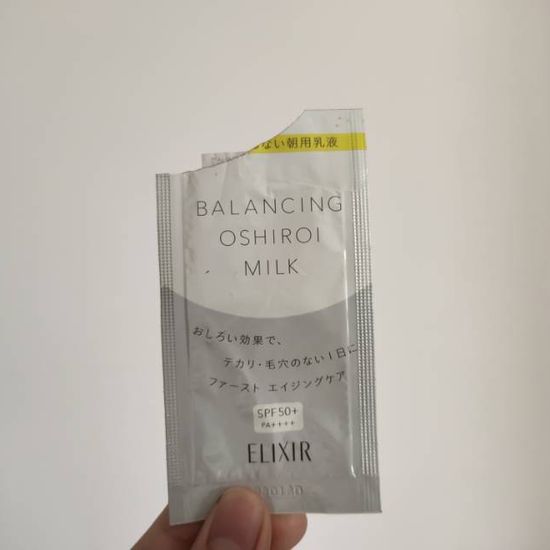 ない朝用乳液
BALANCING
OSHIROI
MILK
おしろい効果で、
テカリ・毛穴のない1日に
ファースト エイジングケア
SPF50+
PA++++
ELIXIR